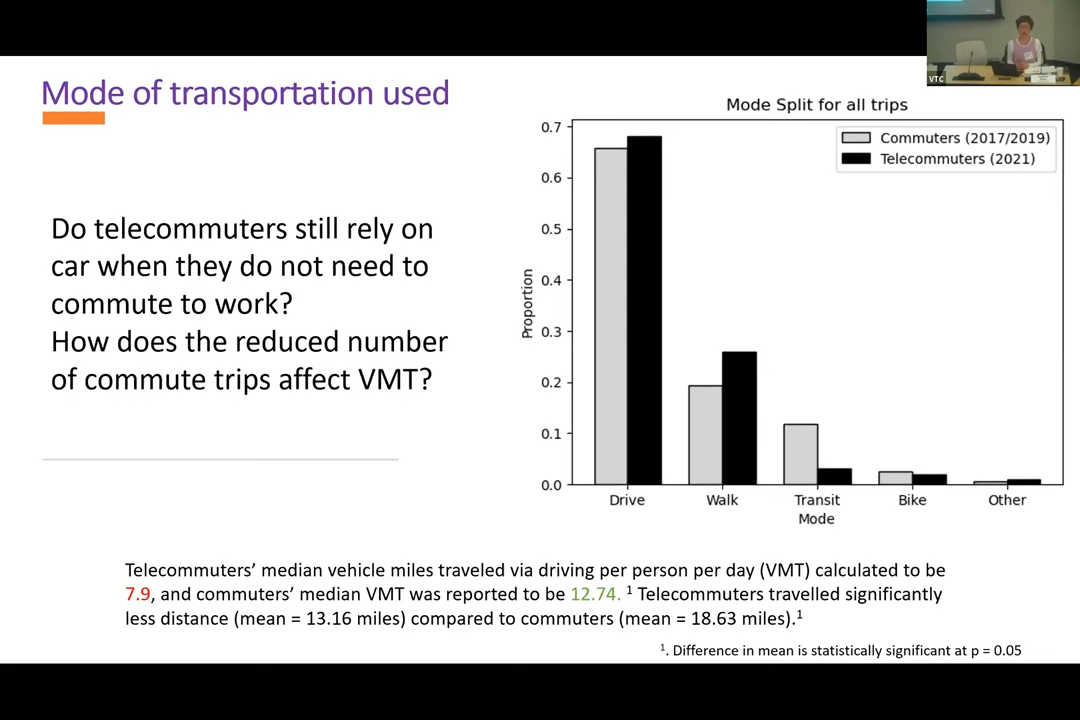 VTC
Mode of transportation used
Do telecommuters still rely on
car when they do not need to
commute to work?
How does the reduced number
of commute trips affect VMT?
Mode Split for all trips
Commuters (2017/2019)
Telecommuters (2021)
Proportion
0.7
0.6
0.5
0.4
0.3
0.2
0.1
0.0
Drive
Walk
Transit
Bike
Other
Mode
Telecommuters’ median vehicle miles traveled via driving per person per day (VMT) calculated to be
7.9, and commuters’ median VMT was reported to be 12.74. ¹ Telecommuters travelled significantly
less distance (mean = 13.16 miles) compared to commuters (mean = 18.63 miles).¹
¹. Difference in mean is statistically significant at p = 0.05